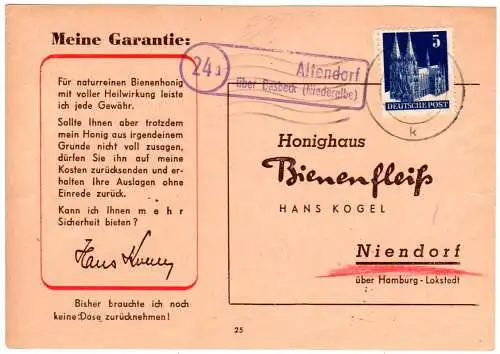 Meine Garantie:
Für naturreinen Bienenhonig
mit voller Heilwirkung leiste
ich jede Gewähr.
Sollte Ihnen aber trotzdem
mein Honig aus irgendeinem
Grunde nicht voll zusagen,
dürfen Sie ihn auf meine
Kosten zurücksenden und er-
halten Ihre Auslagen ohne
Einrede zurück.
Kann ich Ihnen mehr
Sicherheit bieten?
Bisher brauchte ich noch
keine Dose zurücknehmen!
24a
Altendorf
über Basbeck (Niederelbe)
5
DEUTSCHE POST
k
Honighaus
Bienenfleiß
HANS KOGEL
Niendorf
über Hamburg-Lokstedt
25